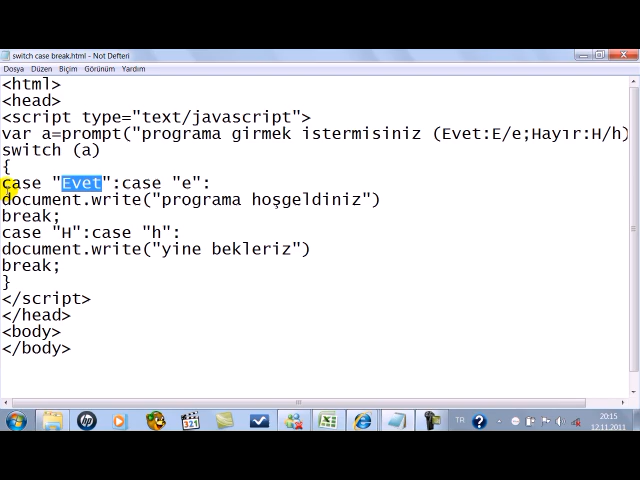 switch case break.html - Not Defteri
Dosya Düzen Biçim Görünüm Yardım
<html>
<head>
<script type="text/javascript">
var a=prompt("programa girmek istermisiniz (Evet:E/e;Hayır:H/h)
switch (a)
{
case "Evet":case "e":
document.write("programa hoşgeldiniz")
break;
case "H":case "h":
document.write("yine bekleriz")
break;
}
</script>
</head>
<body>
</body>
hp
321
TR
20:15
12.11.2011